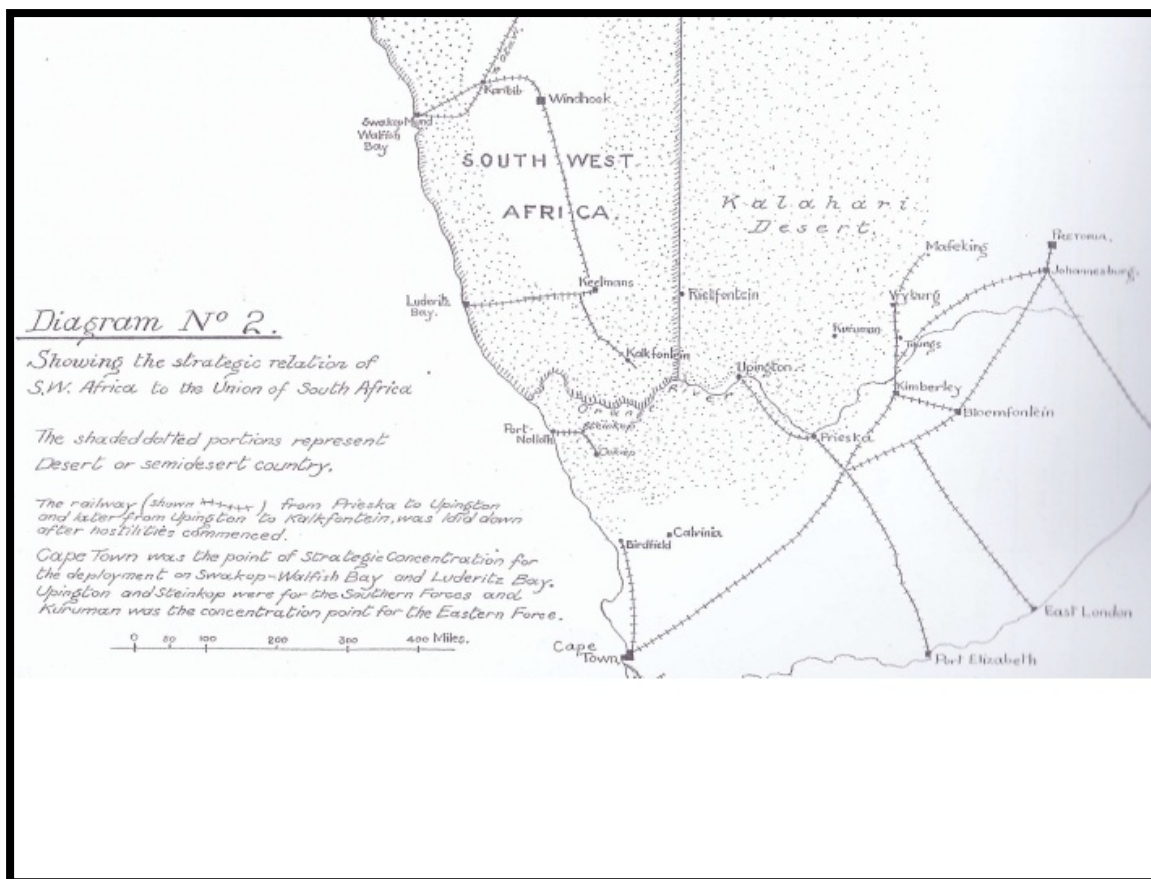 Karibib
Windhoek
Swakop Mund
Walfish
Bay
SOUTH WEST
AFRICA.
Kalahari
Desert.
Mafeking
PRETORIA.
Johannesburg.
Keetmans
Luderitz
Bay.
Rietfontein
Vryburg
Kuruman
Taungs
Kalkfontein
Upington
Orange River
Kimberley
Bloemfontein
Port-
Nolloth
Steinkop
Ookiep
Prieska
Diagram No 2.
Showing the strategic relation of
S.W. Africa to the Union of South Africa
The shaded dotted portions represent
Desert or semidesert country.
The railway (shown ) from Prieska to Upington
and later from Upington to Kalkfontein, was laid down
after hostilities commenced.
Cape Town was the point of Strategic Concentration for
the deployment on Swakop-Walfish Bay and Luderitz Bay.
Upington and Steinkop were for the Southern Forces and
Kuruman was the concentration point for the Eastern Force.
0 50 100 200 300 400 Miles.
Birdfield
Calvinia
East London
Cape
Town
Port Elizabeth